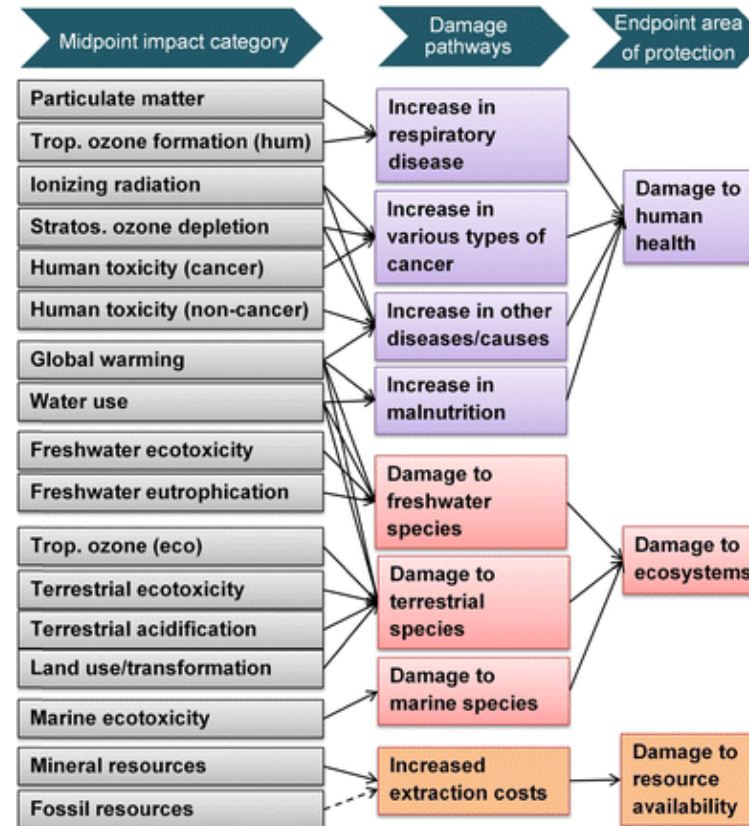 Midpoint impact category
Damage
pathways
Endpoint area
of protection
Particulate matter
Trop. ozone formation (hum)
Ionizing radiation
Stratos. ozone depletion
Human toxicity (cancer)
Human toxicity (non-cancer)
Global warming
Water use
Freshwater ecotoxicity
Freshwater eutrophication
Trop. ozone (eco)
Terrestrial ecotoxicity
Terrestrial acidification
Land use/transformation
Marine ecotoxicity
Mineral resources
Fossil resources
Increase in
respiratory
disease
Increase in
various types of
cancer
Increase in other
diseases/causes
Increase in
malnutrition
Damage to
freshwater
species
Damage to
terrestrial
species
Damage to
marine species
Increased
extraction costs
Damage to
human
health
Damage to
ecosystems
Damage to
resource
availability